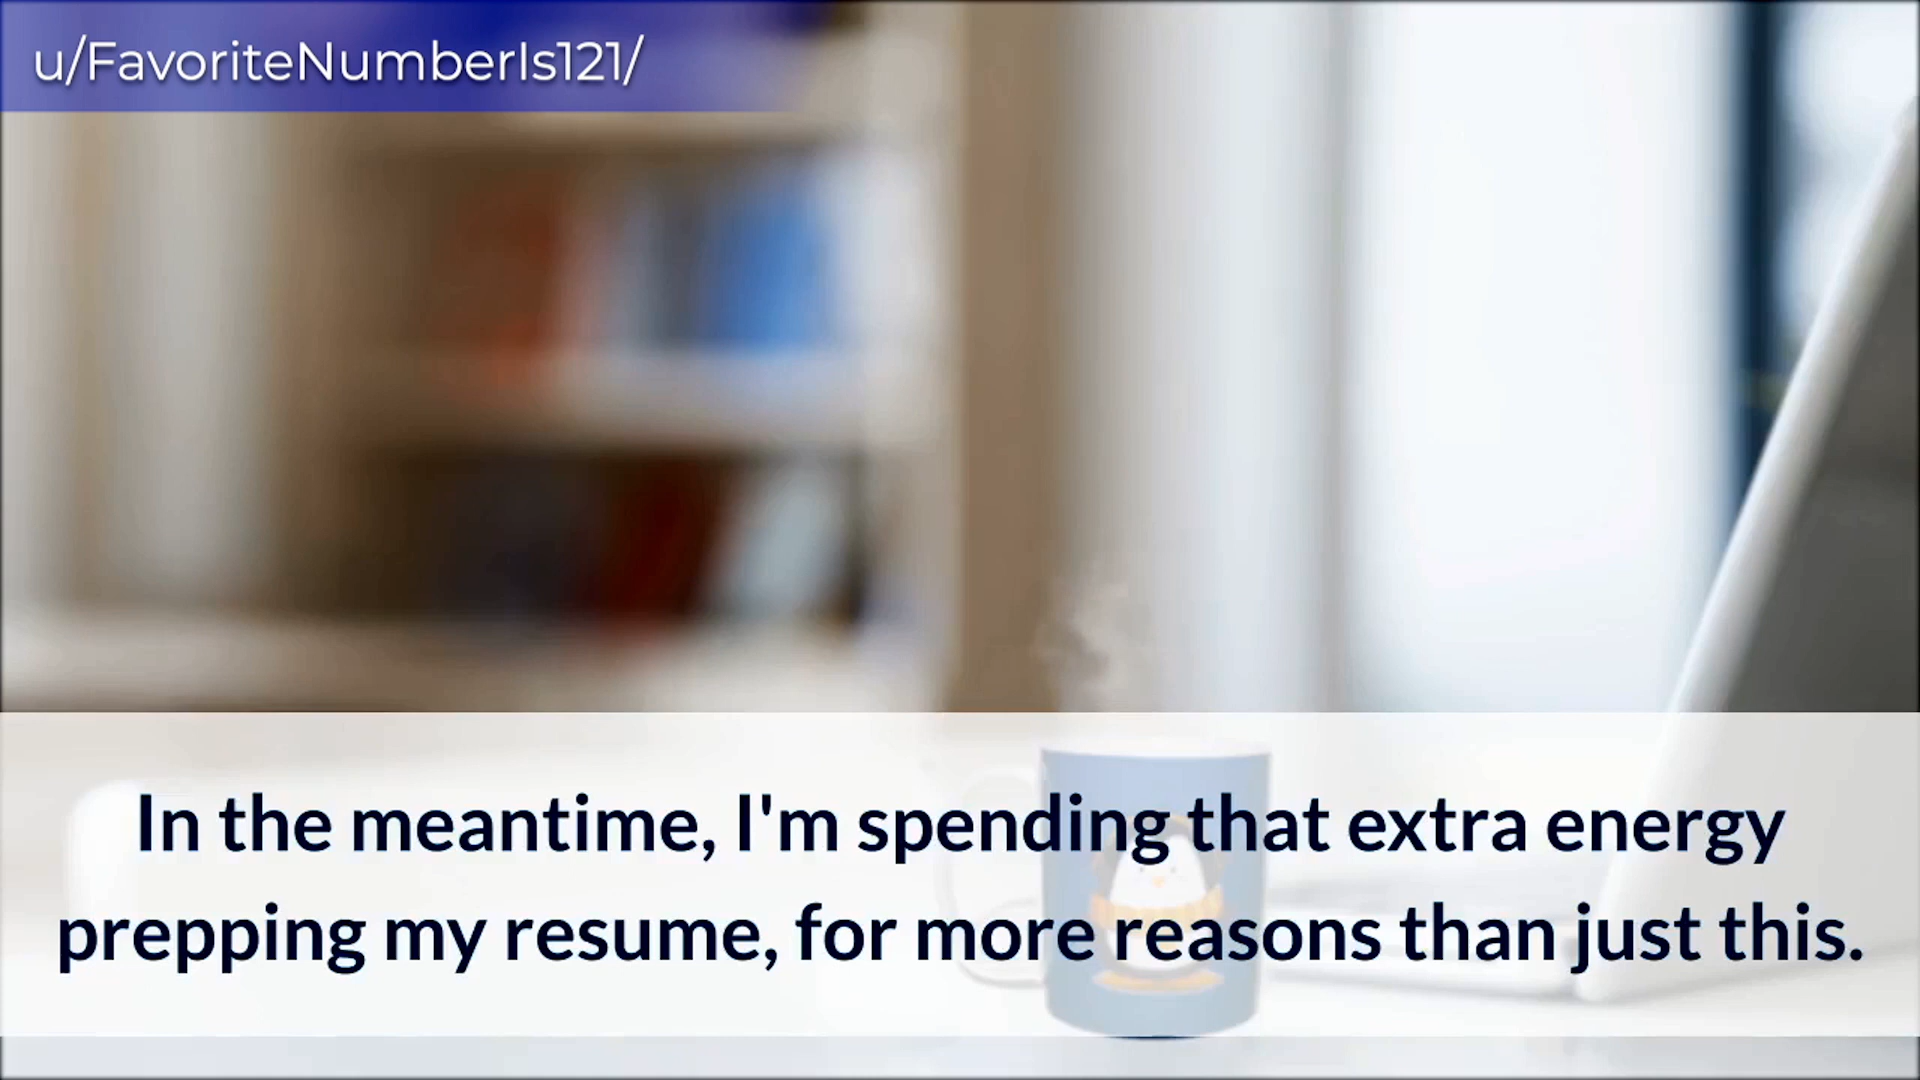 u/FavoriteNumberIs121/
In the meantime, I'm spending that extra energy
prepping my resume, for more reasons than just this.